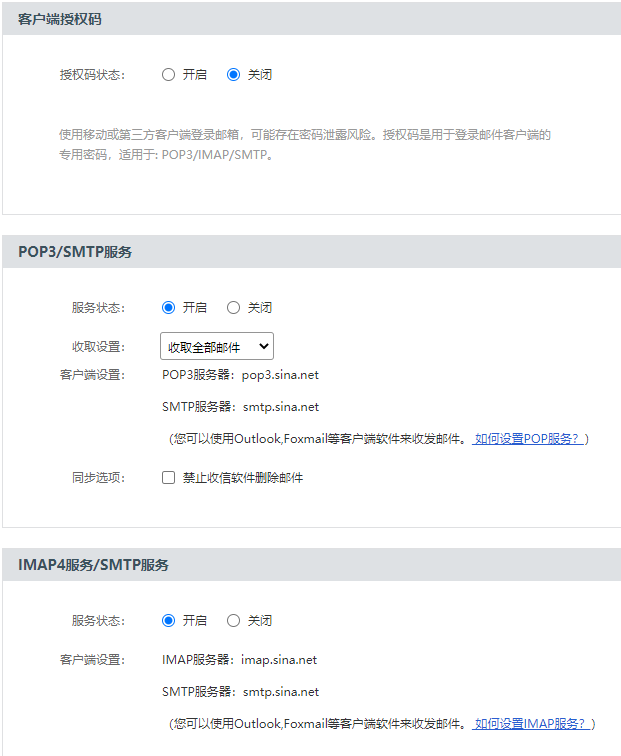 客户端授权码
授权码状态： 开启 关闭
使用移动或第三方客户端登录邮箱，可能存在密码泄露风险。授权码是用于登录邮件客户端的
专用密码，适用于: POP3/IMAP/SMTP。
POP3/SMTP服务
服务状态： 开启 关闭
收取设置： 收取全部邮件
客户端设置： POP3服务器：pop3.sina.net
SMTP服务器：smtp.sina.net
（您可以使用Outlook,Foxmail等客户端软件来收发邮件。 如何设置POP服务？）
同步选项： 禁止收信软件删除邮件
IMAP4服务/SMTP服务
服务状态： 开启 关闭
客户端设置： IMAP服务器：imap.sina.net
SMTP服务器：smtp.sina.net
（您可以使用Outlook,Foxmail等客户端软件来收发邮件。 如何设置IMAP服务？）